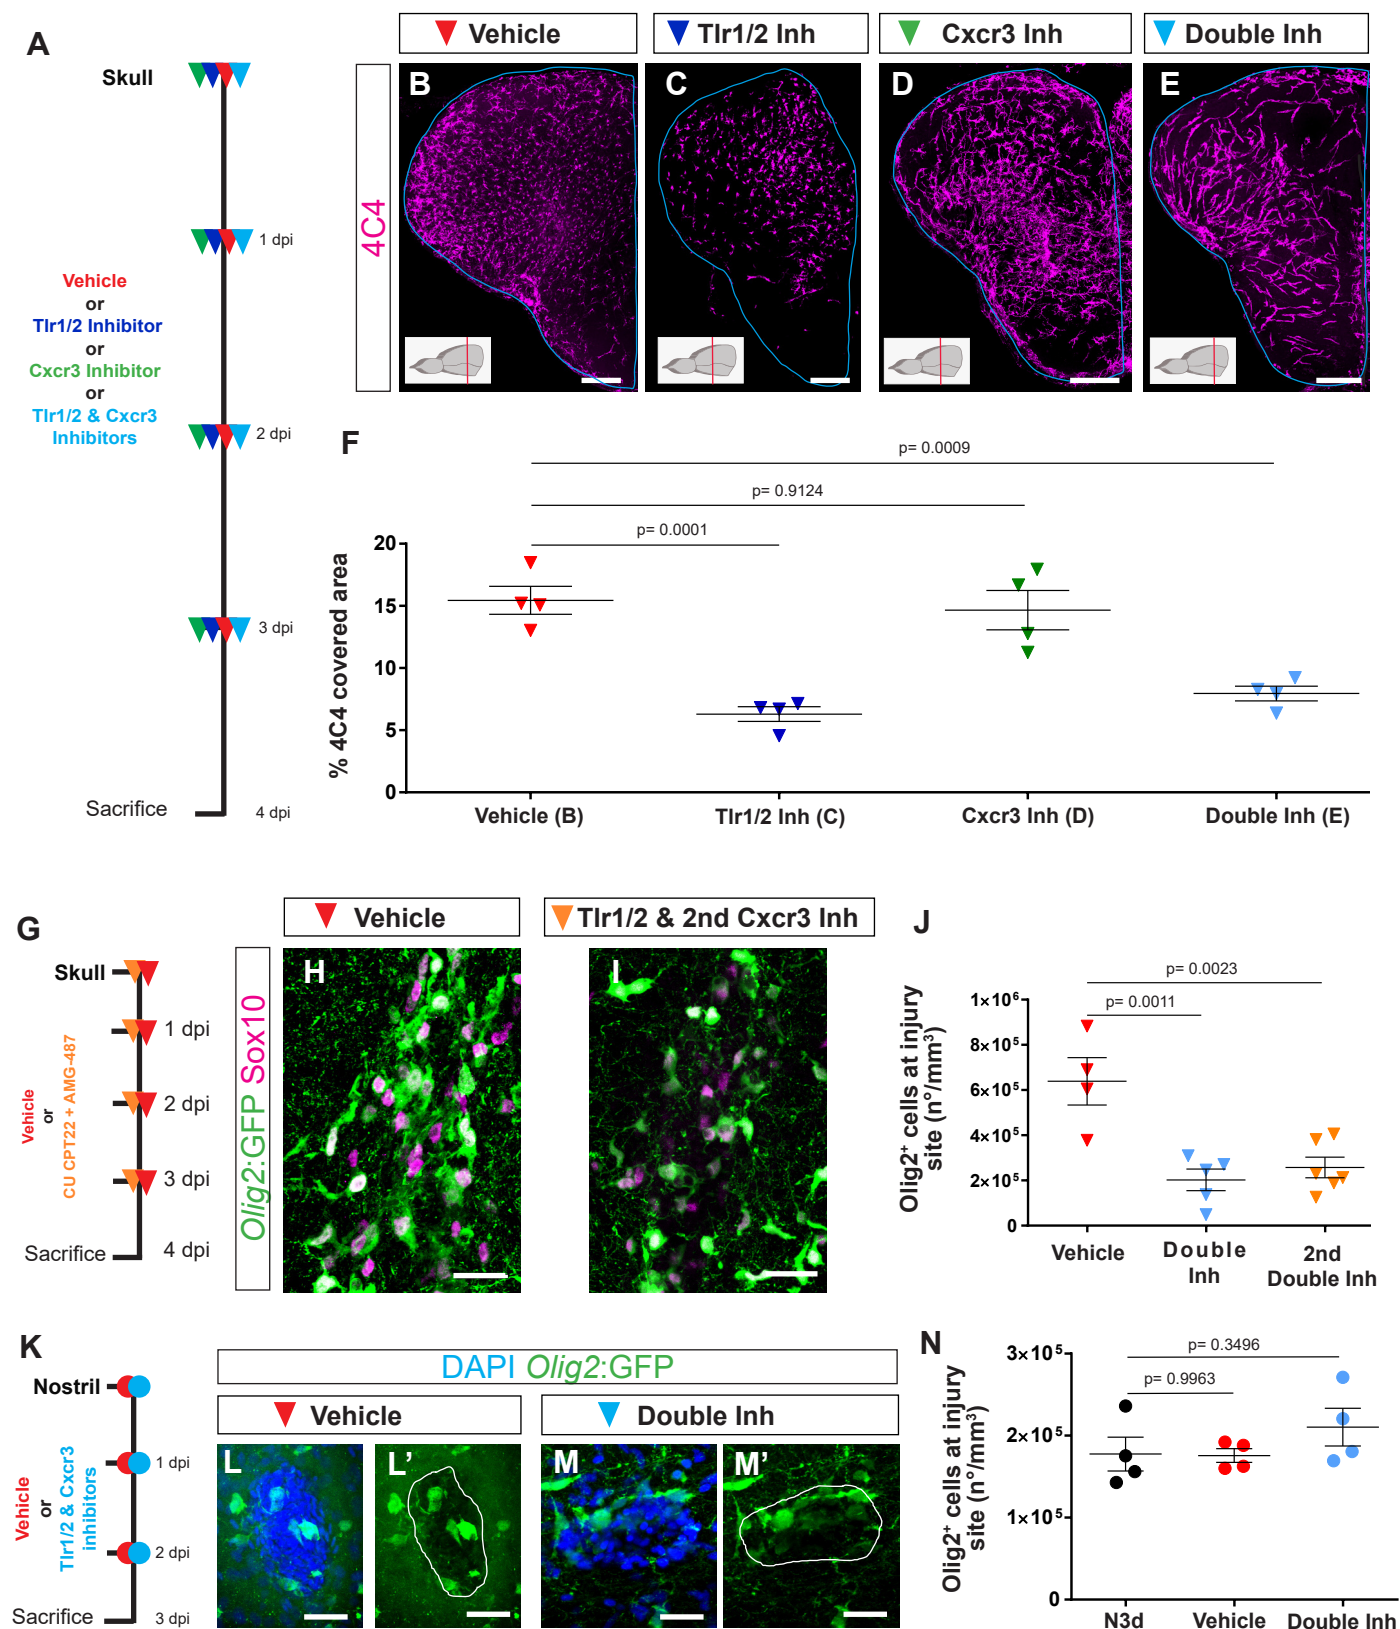 A
Skull
1 dpi
Vehicle
or
Tlr1/2 Inhibitor
or
Cxcr3 Inhibitor
or
Tlr1/2 & Cxcr3
Inhibitors
2 dpi
3 dpi
Sacrifice
4 dpi
Vehicle
Tlr1/2 Inh
Cxcr3 Inh
Double Inh
4C4
B
C
D
E
F
p= 0.0009
p= 0.9124
p= 0.0001
% 4C4 covered area
20
15
10
5
0
Vehicle (B)
Tlr1/2 Inh (C)
Cxcr3 Inh (D)
Double Inh (E)
G
Skull
1 dpi
2 dpi
3 dpi
4 dpi
Sacrifice
Vehicle
or
CU CPT22 + AMG-487
Vehicle
Tlr1/2 & 2nd Cxcr3 Inh
Olig2:GFP Sox10
H
I
J
p= 0.0023
p= 0.0011
Olig2⁺ cells at injury
site (n°/mm³)
1×10⁶
8×10⁵
6×10⁵
4×10⁵
2×10⁵
0
Vehicle
Double
Inh
2nd
Double Inh
K
Nostril
1 dpi
2 dpi
3 dpi
Sacrifice
Vehicle
or
Tlr1/2 & Cxcr3
inhibitors
DAPI Olig2:GFP
Vehicle
Double Inh
L
L'
M
M'
N
p= 0.3496
p= 0.9963
Olig2⁺ cells at injury
site (n°/mm³)
3×10⁵
2×10⁵
1×10⁵
0
N3d
Vehicle
Double Inh